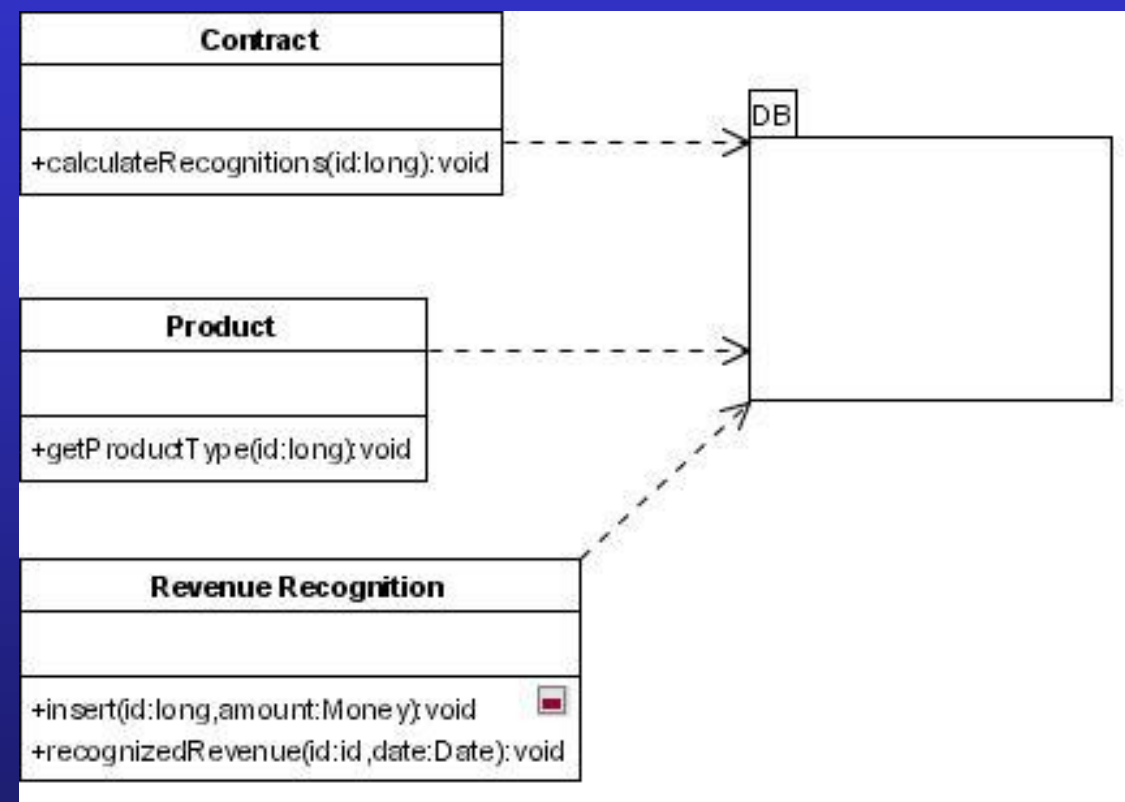 Contract
+calculateRecognitions(id:long):void
DB
Product
+getProductType(id:long):void
Revenue Recognition
+insert(id:long,amount:Money):void
+recognizedRevenue(id:id,date:Date):void